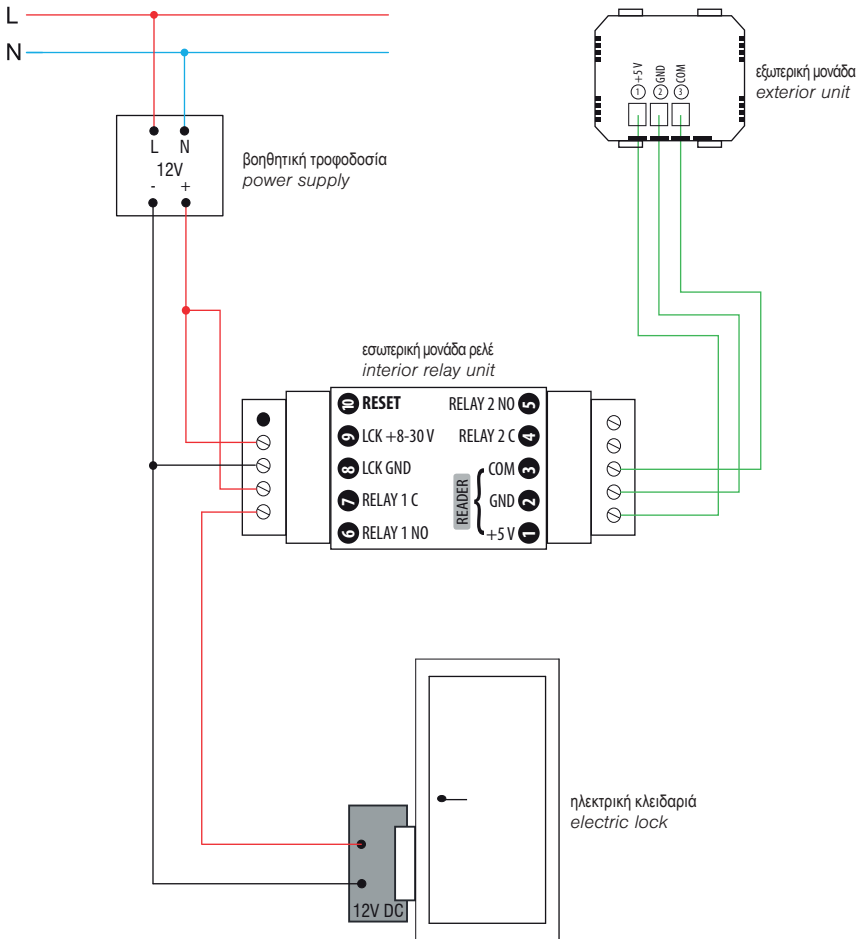 L
N
L N
12V
- +
βοηθητική τροφοδοσία
power supply
+5 V
GND
COM
1
2
3
εξωτερική μονάδα
exterior unit
εσωτερική μονάδα ρελέ
interior relay unit
10 RESET
9 LCK +8-30 V
8 LCK GND
7 RELAY 1 C
6 RELAY 1 NO
RELAY 2 NO 5
RELAY 2 C 4
READER
COM 3
GND 2
+5 V 1
12V DC
ηλεκτρική κλειδαριά
electric lock